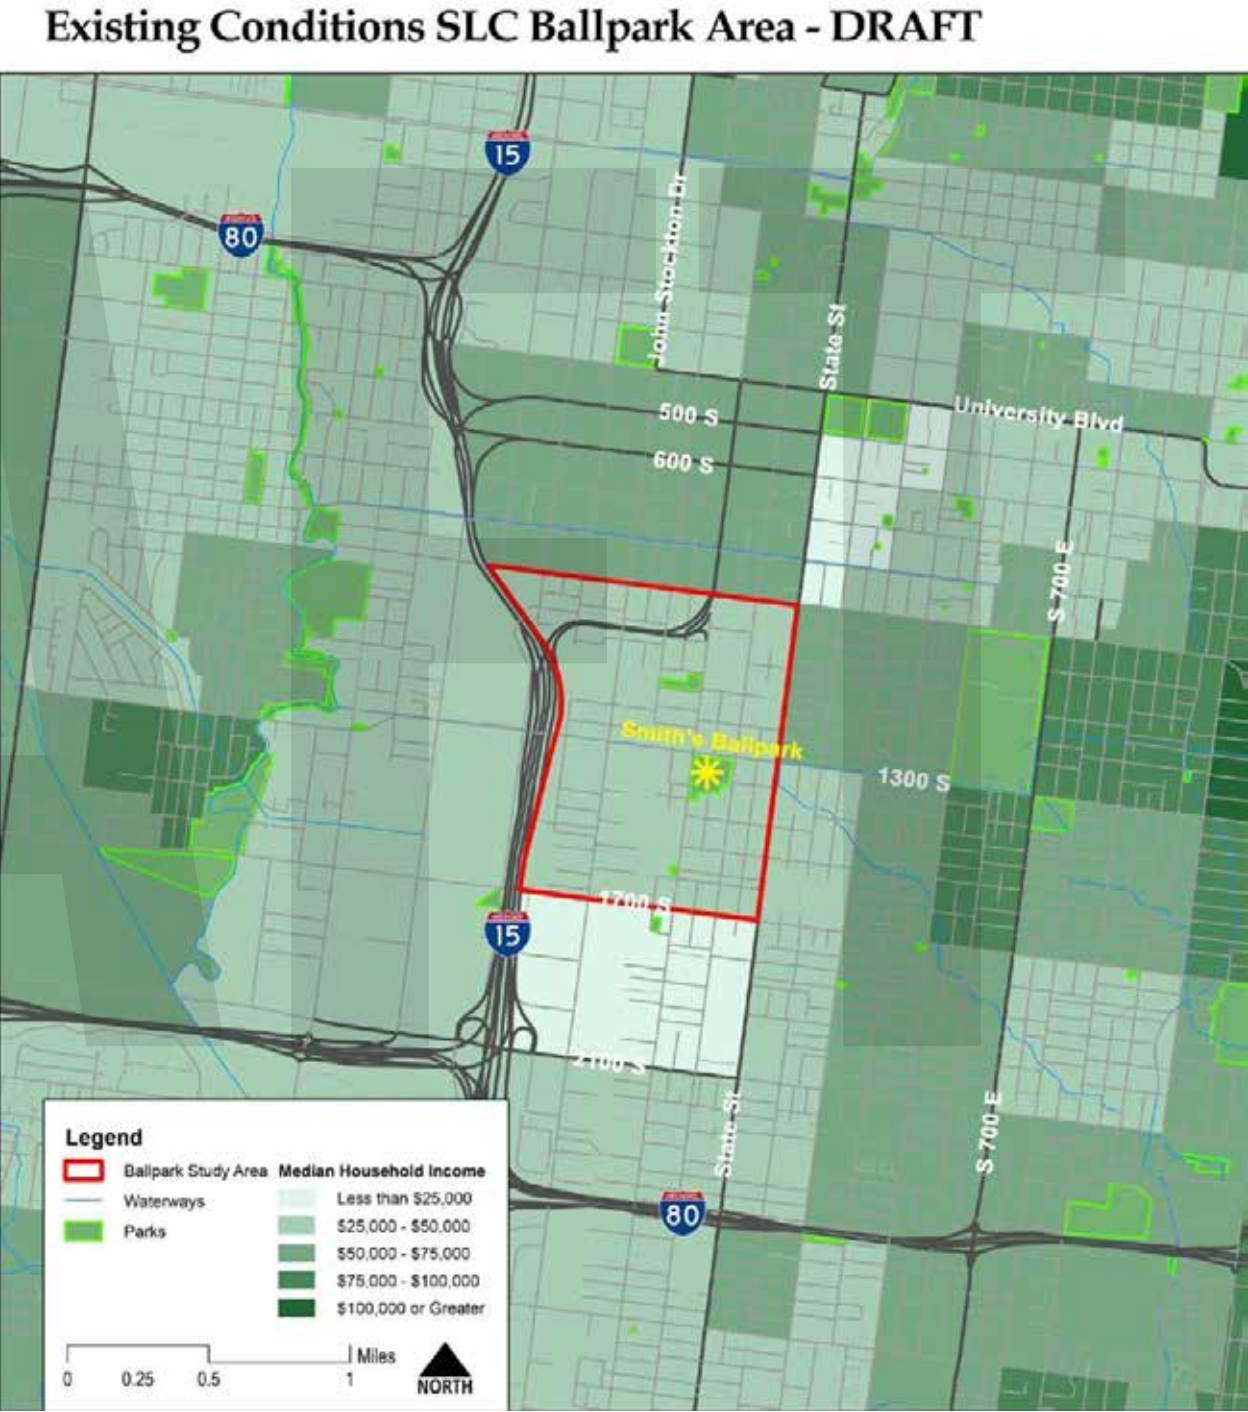 Existing Conditions SLC Ballpark Area - DRAFT
15
80
John Stockton Dr
State St
500 S
University Blvd
600 S
S 700 E
Smith's Ballpark
1300 S
1700 S
15
2100 S
State St
S 700 E
80
Legend
Ballpark Study Area
Waterways
Parks
Median Household Income
Less than $25,000
$25,000 - $50,000
$50,000 - $75,000
$75,000 - $100,000
$100,000 or Greater
Miles
0 0.25 0.5 1
NORTH